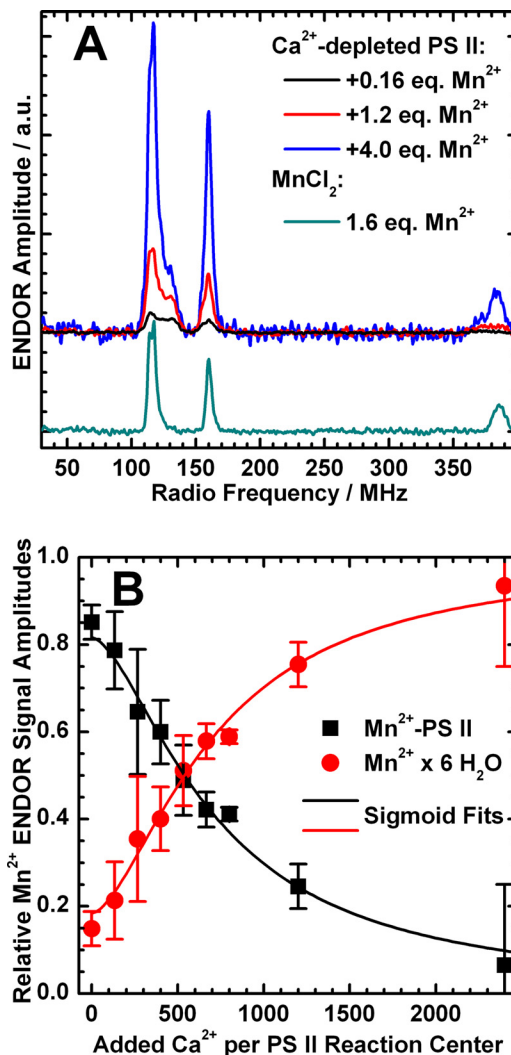 A
Ca²⁺-depleted PS II:
+0.16 eq. Mn²⁺
+1.2 eq. Mn²⁺
+4.0 eq. Mn²⁺
MnCl₂:
1.6 eq. Mn²⁺
ENDOR Amplitude / a.u.
50 100 150 200 250 300 350
Radio Frequency / MHz
B
1.0
0.8
0.6
0.4
0.2
0.0
Relative Mn²⁺ ENDOR Signal Amplitudes
Mn²⁺-PS II
Mn²⁺ x 6 H₂O
Sigmoid Fits
0 500 1000 1500 2000
Added Ca²⁺ per PS II Reaction Center